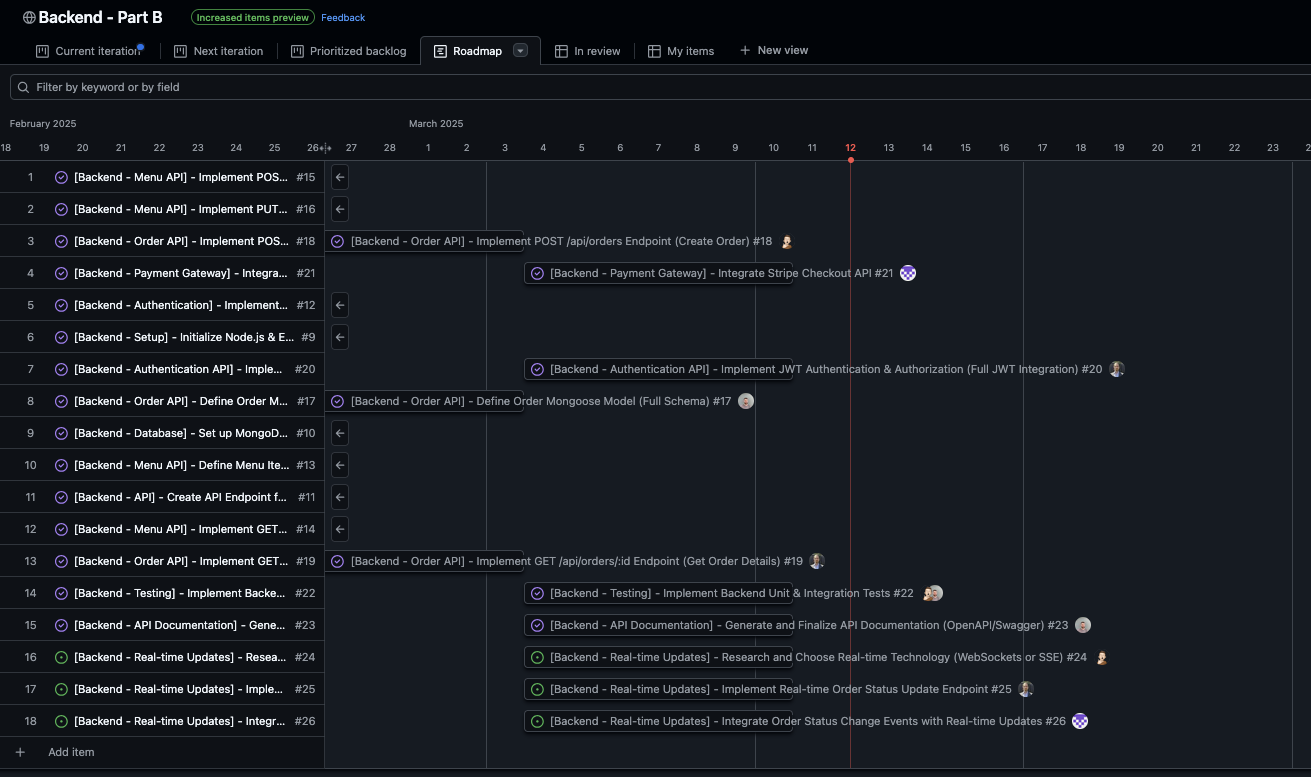 Backend - Part B
Increased items preview
Feedback
Current iteration
Next iteration
Prioritized backlog
Roadmap
In review
My items
New view
Filter by keyword or by field
February 2025 March 2025
18 19 20 21 22 23 24 25 26 27 28 1 2 3 4 5 6 7 8 9 10 11 12 13 14 15 16 17 18 19 20 21 22 23 2
1 [Backend - Menu API] - Implement POS... #15
2 [Backend - Menu API] - Implement PUT... #16
3 [Backend - Order API] - Implement POS... #18 [Backend - Order API] - Implement POST /api/orders Endpoint (Create Order) #18
4 [Backend - Payment Gateway] - Integra... #21 [Backend - Payment Gateway] - Integrate Stripe Checkout API #21
5 [Backend - Authentication] - Implement... #12
6 [Backend - Setup] - Initialize Node.js & E... #9
7 [Backend - Authentication API] - Imple... #20 [Backend - Authentication API] - Implement JWT Authentication & Authorization (Full JWT Integration) #20
8 [Backend - Order API] - Define Order M... #17 [Backend - Order API] - Define Order Mongoose Model (Full Schema) #17
9 [Backend - Database] - Set up MongoD... #10
10 [Backend - Menu API] - Define Menu Ite... #13
11 [Backend - API] - Create API Endpoint f... #11
12 [Backend - Menu API] - Implement GET... #14
13 [Backend - Order API] - Implement GET... #19 [Backend - Order API] - Implement GET /api/orders/:id Endpoint (Get Order Details) #19
14 [Backend - Testing] - Implement Backe... #22 [Backend - Testing] - Implement Backend Unit & Integration Tests #22
15 [Backend - API Documentation] - Gene... #23 [Backend - API Documentation] - Generate and Finalize API Documentation (OpenAPI/Swagger) #23
16 [Backend - Real-time Updates] - Resea... #24 [Backend - Real-time Updates] - Research and Choose Real-time Technology (WebSockets or SSE) #24
17 [Backend - Real-time Updates] - Imple... #25 [Backend - Real-time Updates] - Implement Real-time Order Status Update Endpoint #25
18 [Backend - Real-time Updates] - Integr... #26 [Backend - Real-time Updates] - Integrate Order Status Change Events with Real-time Updates #26
Add item